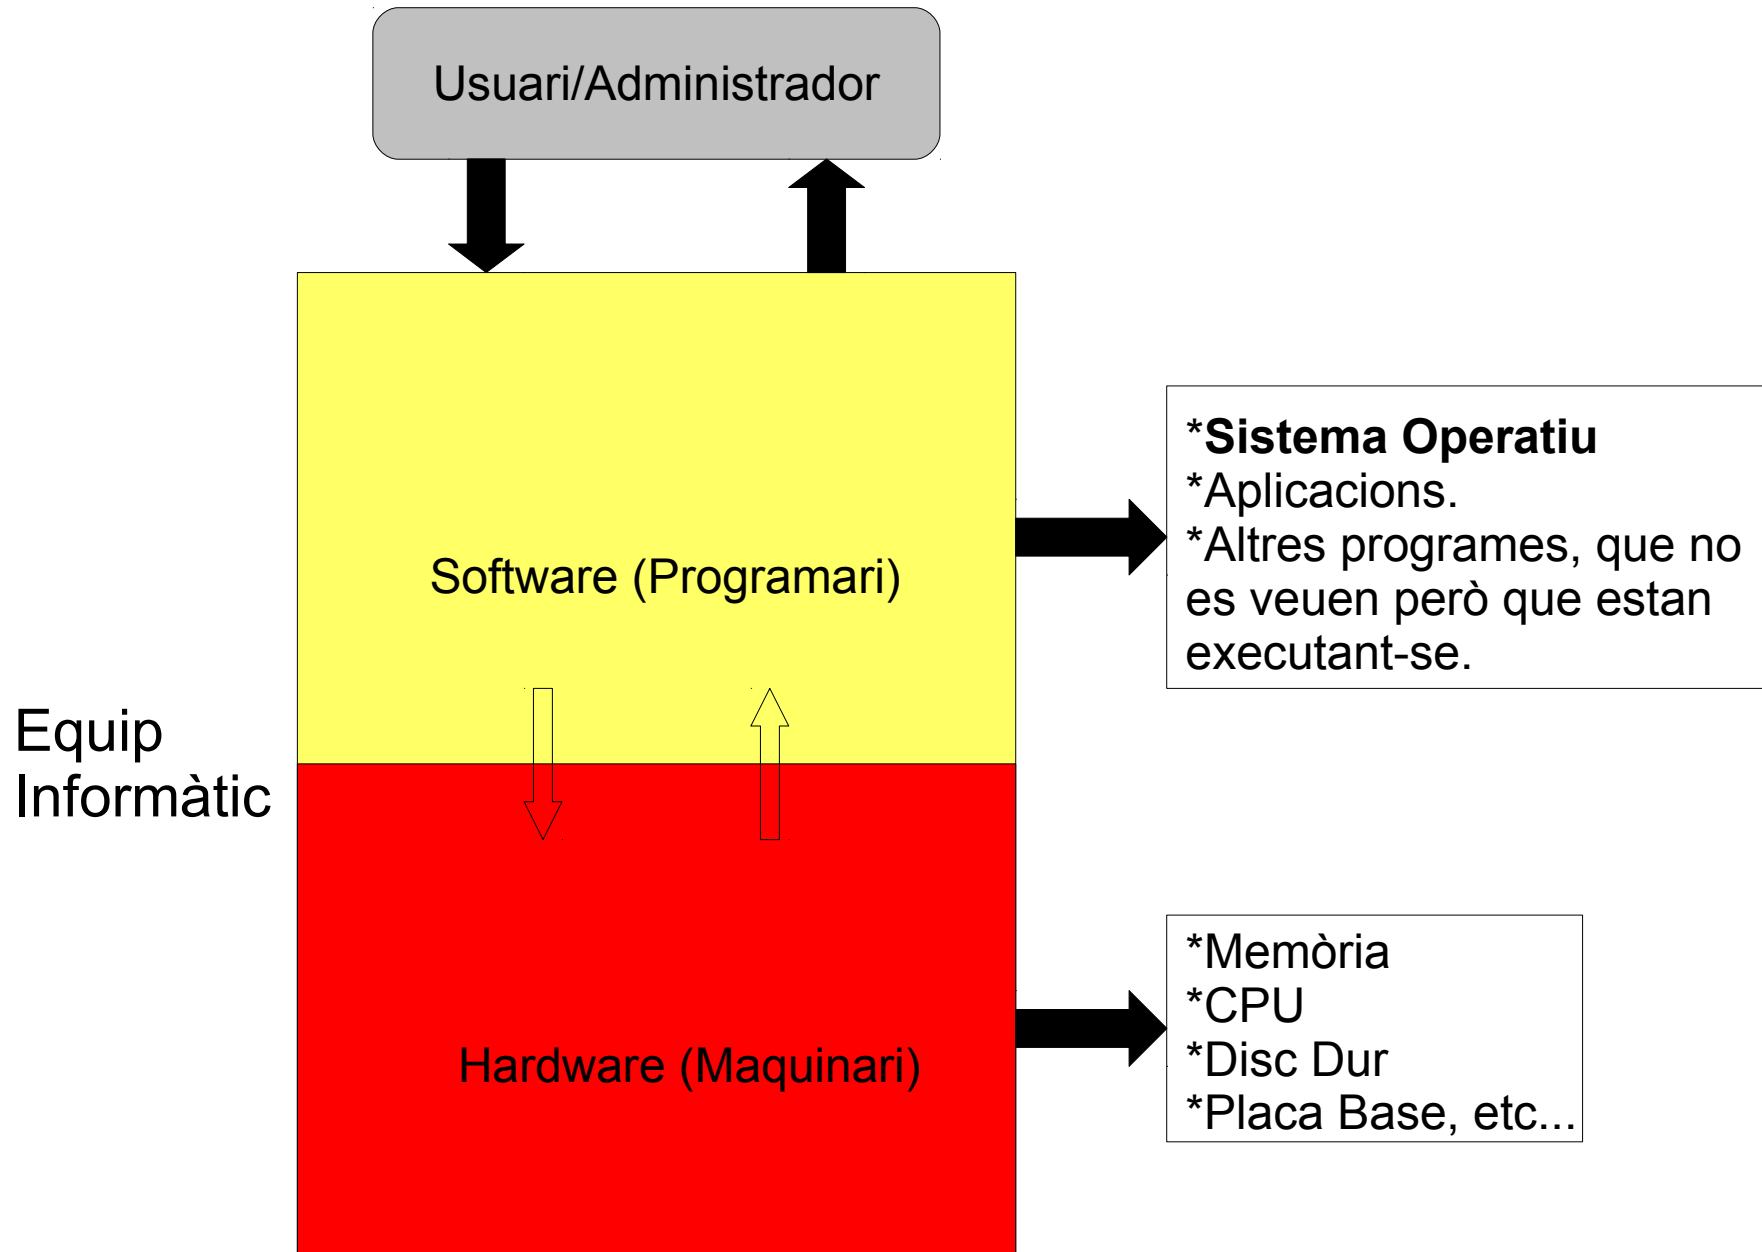 Usuari/Administrador
*Sistema Operatiu
*Aplicacions.
*Altres programes, que no
es veuen però que estan
executant-se.
Software (Programari)
Equip
Informàtic
*Memòria
*CPU
*Disc Dur
*Placa Base, etc...
Hardware (Maquinari)